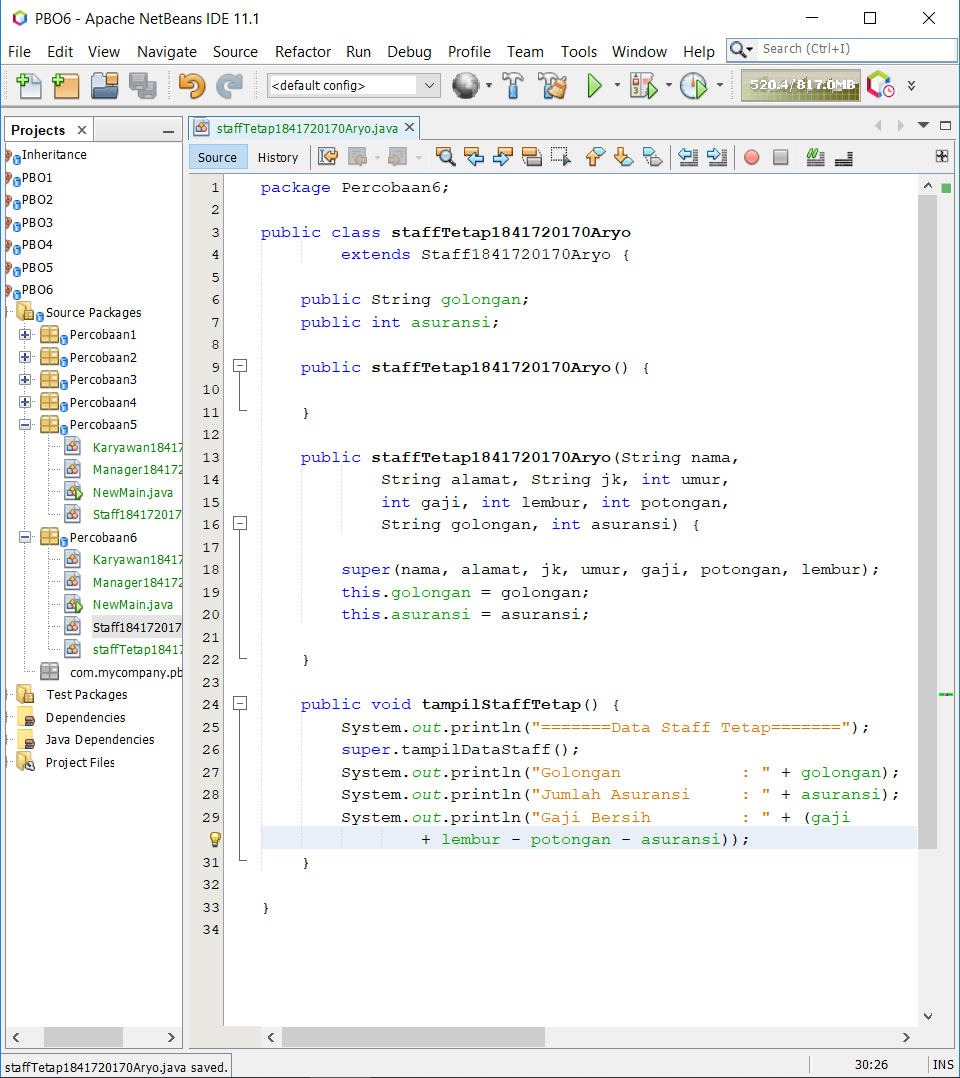 PBO6 - Apache NetBeans IDE 11.1
File Edit View Navigate Source Refactor Run Debug Profile Team Tools Window Help Search (Ctrl+I)
<default config> 520.4/817.0MB
Projects
Inheritance
PBO1
PBO2
PBO3
PBO4
PBO5
PBO6
Source Packages
Percobaan1
Percobaan2
Percobaan3
Percobaan4
Percobaan5
Karyawan18417
Manager184172
NewMain.java
Staff184172017
Percobaan6
Karyawan18417
Manager184172
NewMain.java
Staff184172017
staffTetap18417
com.mycompany.pb
Test Packages
Dependencies
Java Dependencies
Project Files
staffTetap1841720170Aryo.java
Source History
1 package Percobaan6;
2
3 public class staffTetap1841720170Aryo
4 extends Staff1841720170Aryo {
5
6 public String golongan;
7 public int asuransi;
8
9 public staffTetap1841720170Aryo() {
10
11 }
12
13 public staffTetap1841720170Aryo(String nama,
14 String alamat, String jk, int umur,
15 int gaji, int lembur, int potongan,
16 String golongan, int asuransi) {
17
18 super(nama, alamat, jk, umur, gaji, potongan, lembur);
19 this.golongan = golongan;
20 this.asuransi = asuransi;
21
22 }
23
24 public void tampilStaffTetap() {
25 System.out.println("=======Data Staff Tetap=======");
26 super.tampilDataStaff();
27 System.out.println("Golongan : " + golongan);
28 System.out.println("Jumlah Asuransi : " + asuransi);
29 System.out.println("Gaji Bersih : " + (gaji
+ lembur - potongan - asuransi));
31 }
32
33 }
34
staffTetap1841720170Aryo.java saved. 30:26 INS